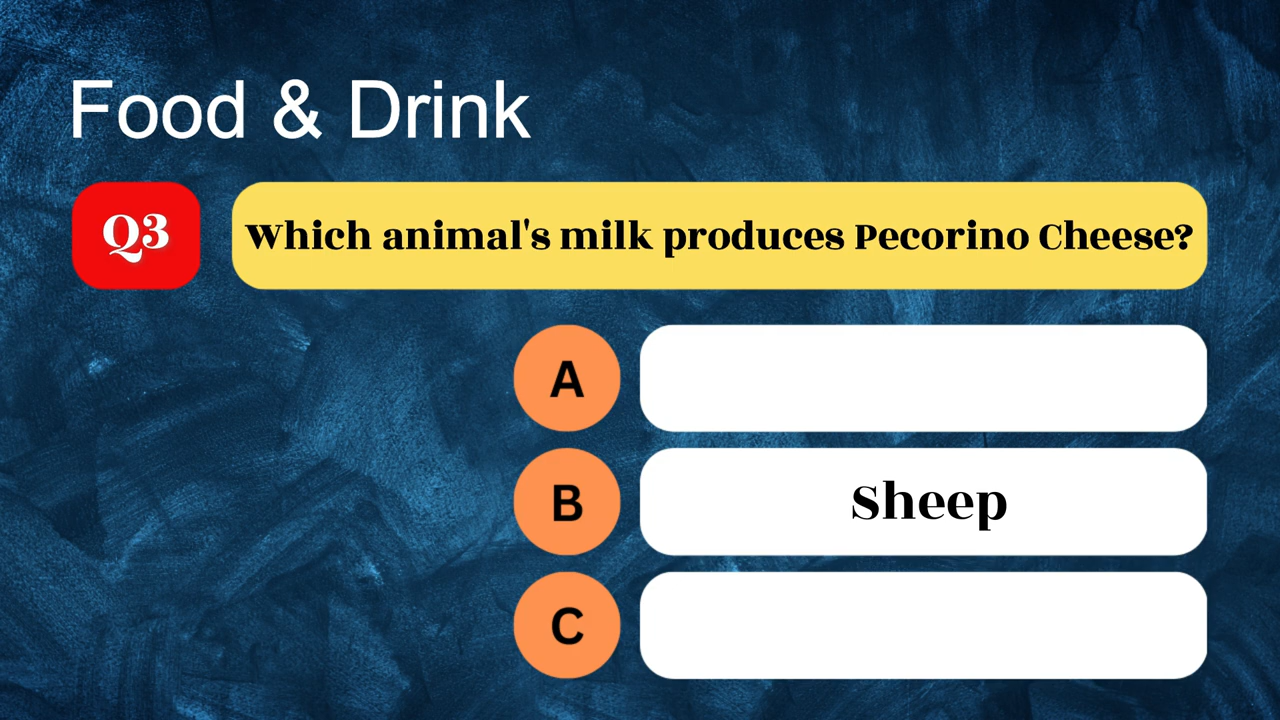 Food & Drink
Q3
Which animal's milk produces Pecorino Cheese?
A
B
Sheep
C